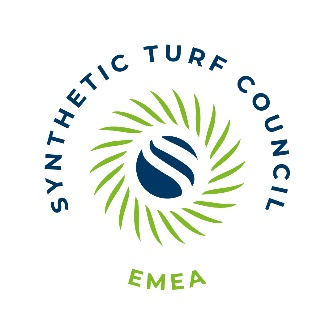 SYNTHETIC TURF COUNCIL
EMEA